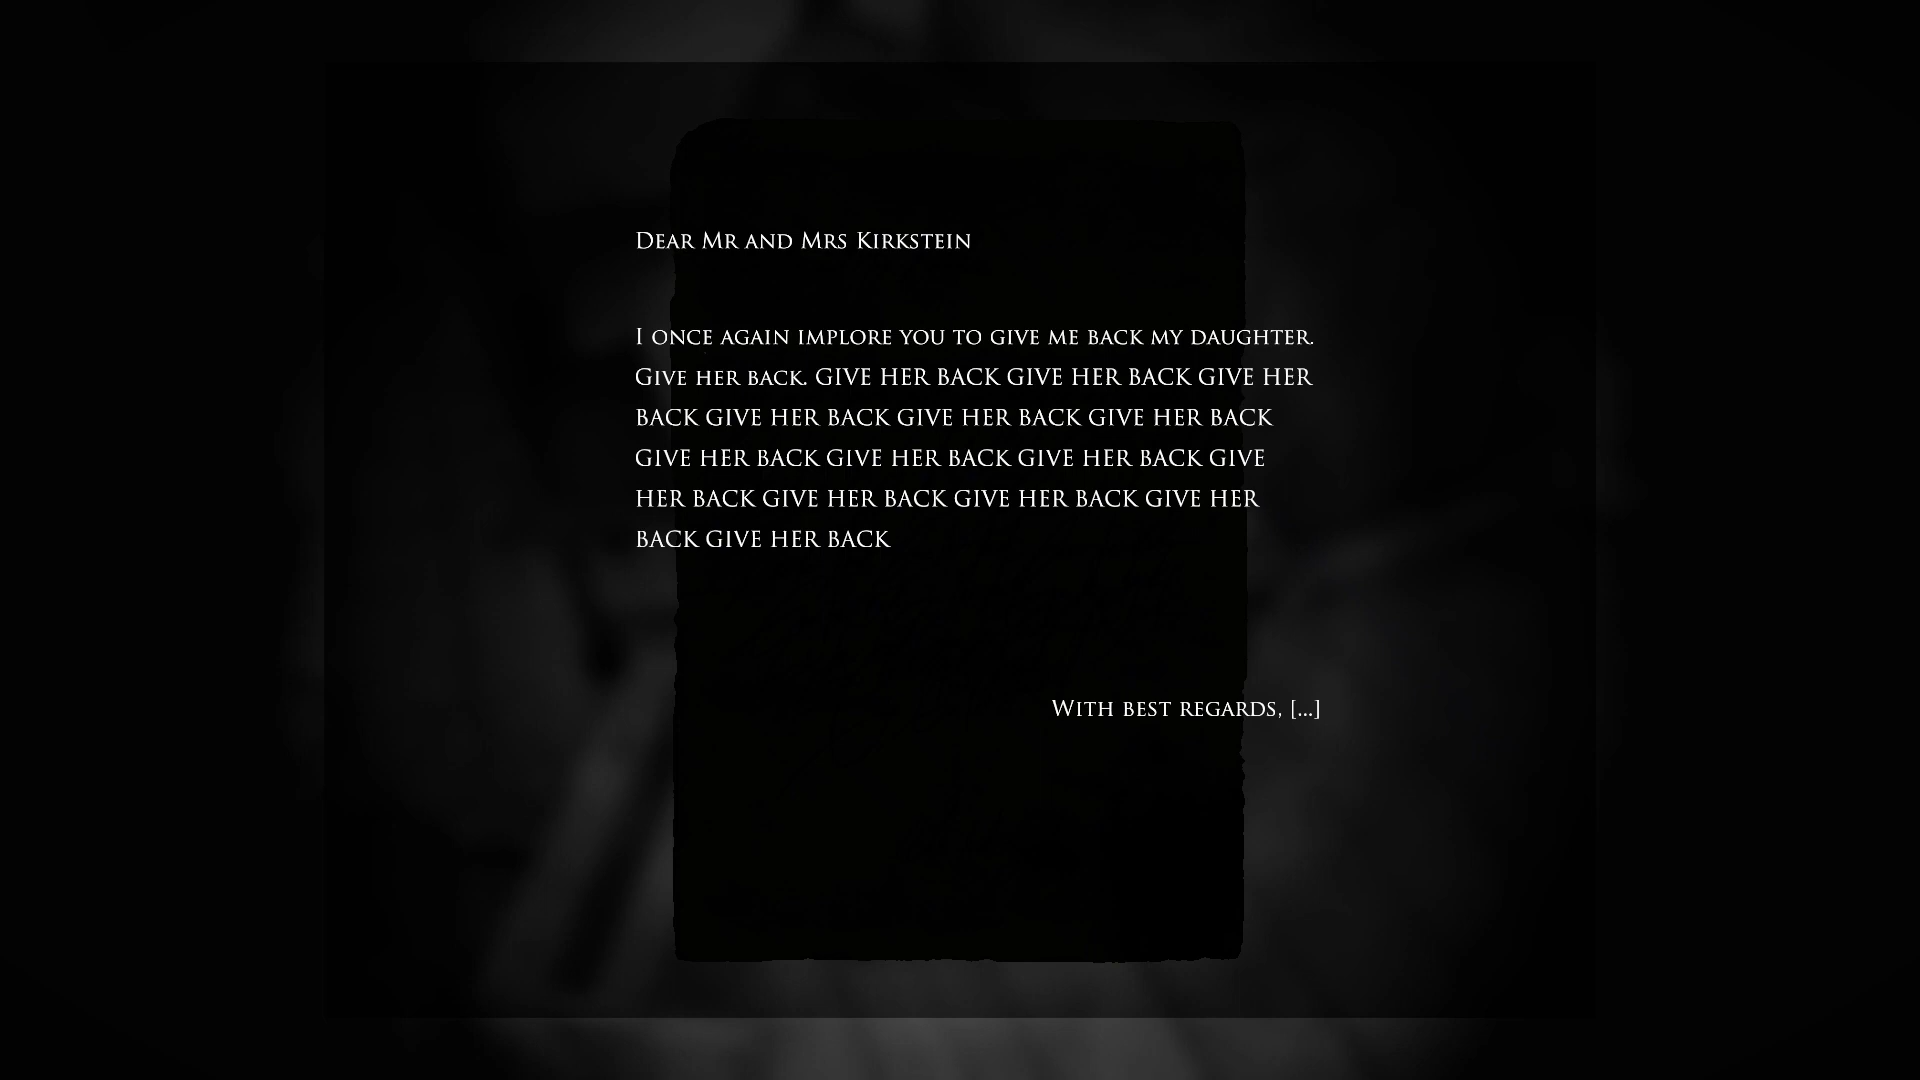 Dear Mr and Mrs Kirkstein
I once again implore you to give me back my daughter.
Give her back. GIVE HER BACK GIVE HER BACK GIVE HER
BACK GIVE HER BACK GIVE HER BACK GIVE HER BACK
GIVE HER BACK GIVE HER BACK GIVE HER BACK GIVE
HER BACK GIVE HER BACK GIVE HER BACK GIVE HER
BACK GIVE HER BACK
With best regards, [...]